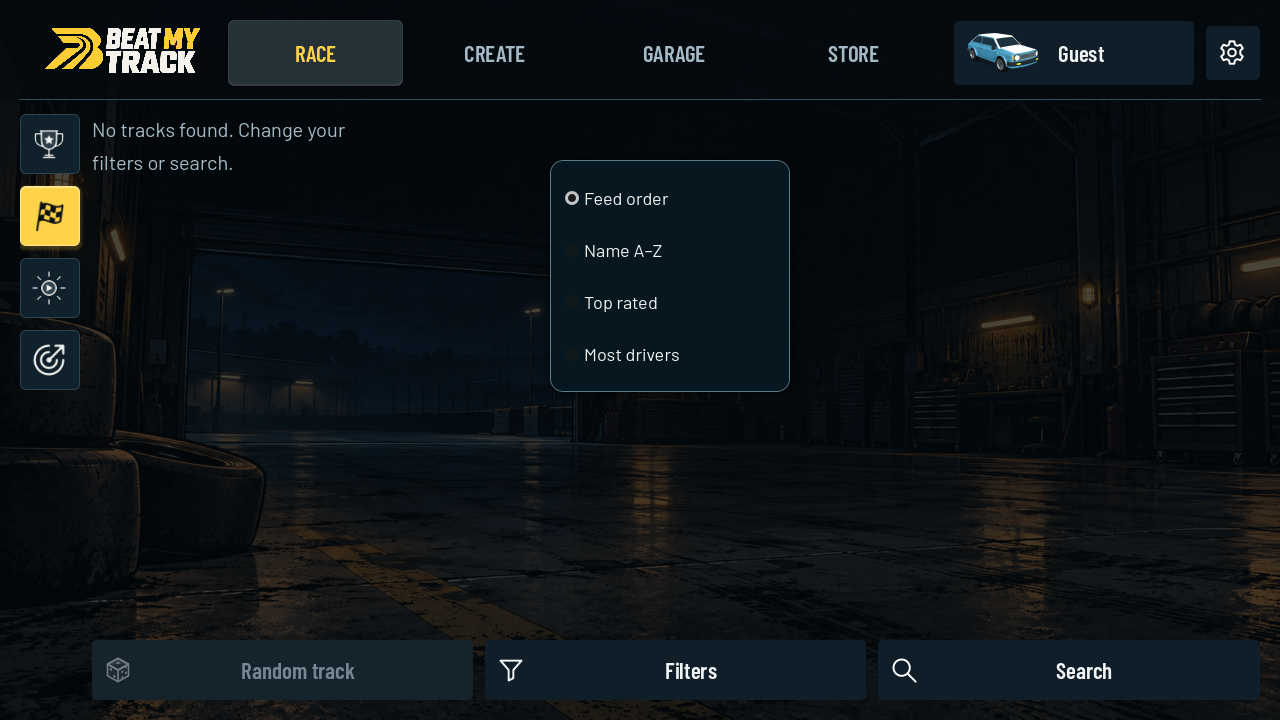 BEAT MY
TRACK
RACE
CREATE
GARAGE
STORE
Guest
No tracks found. Change your
filters or search.
Feed order
Name A–Z
Top rated
Most drivers
Random track
Filters
Search